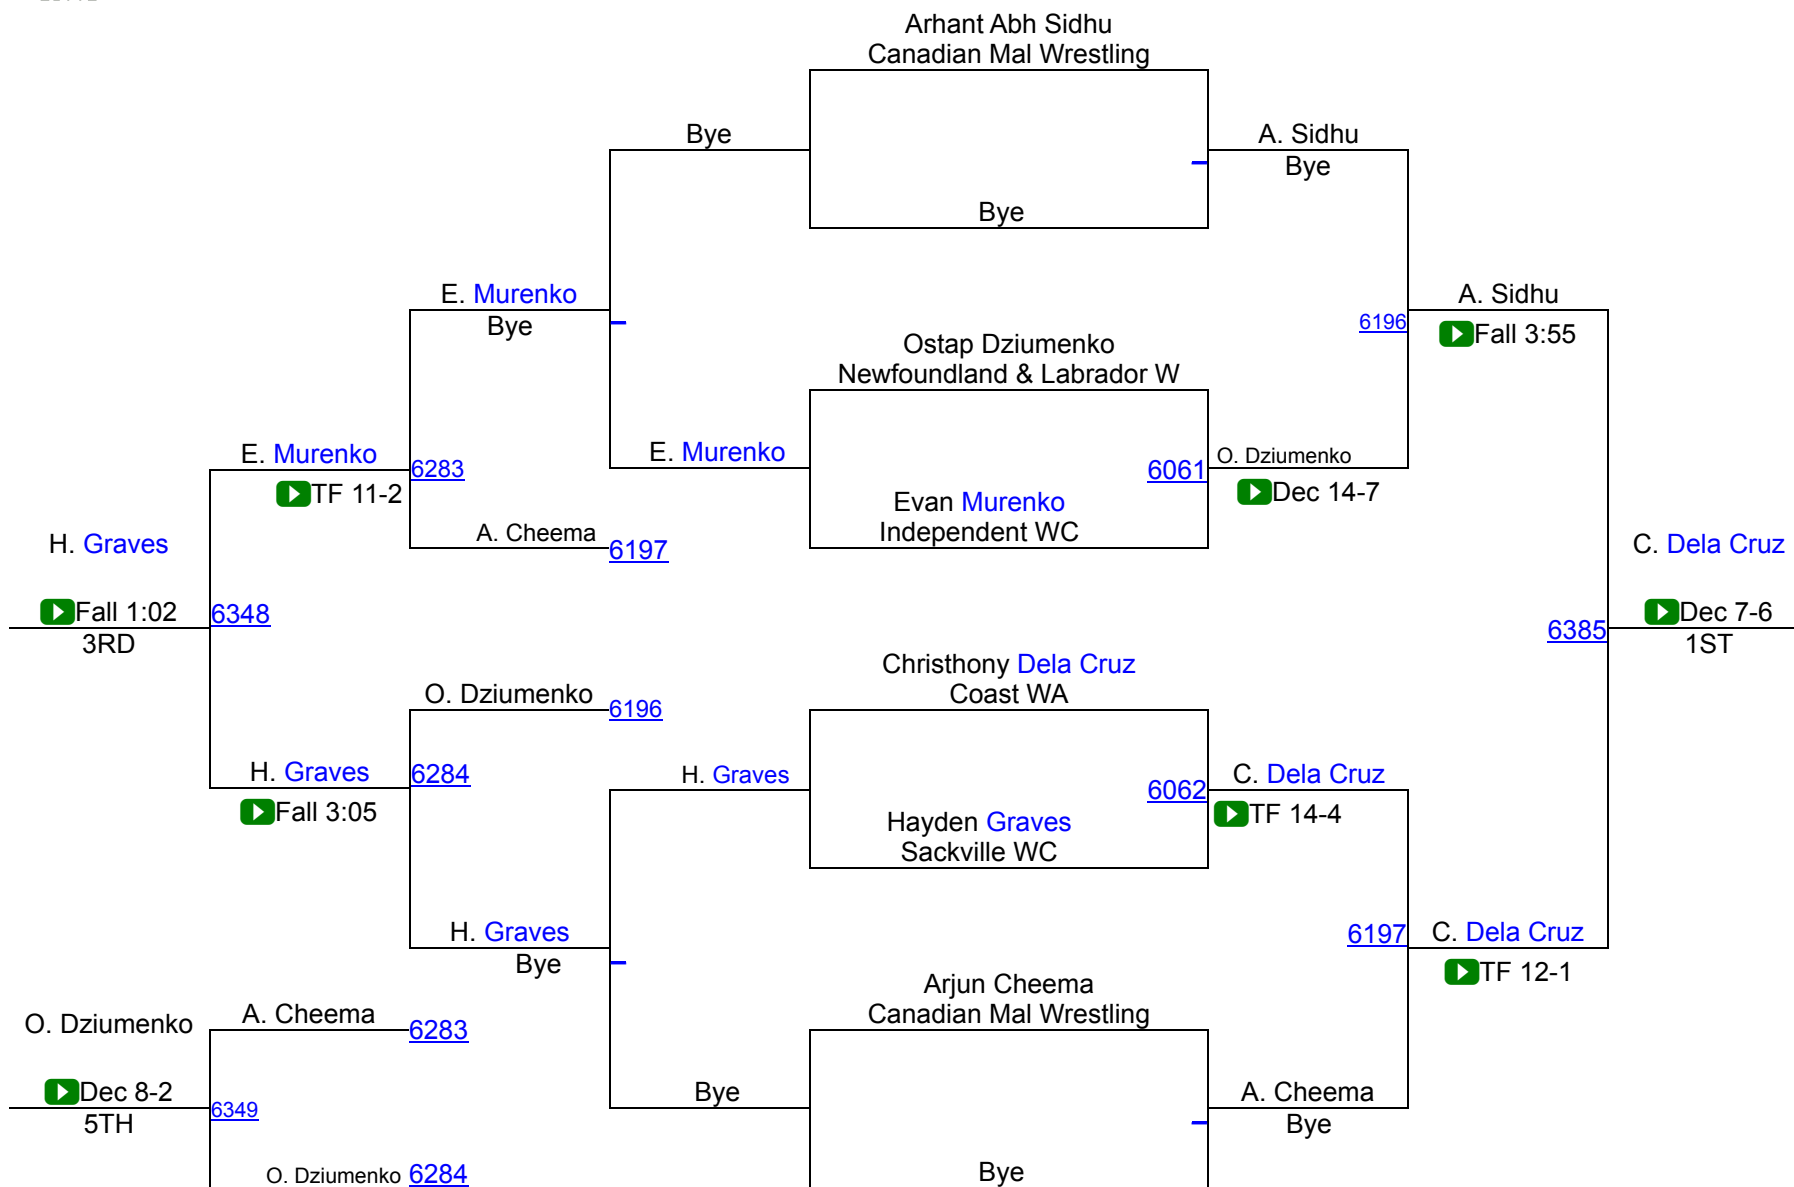 Arhant Abh Sidhu
Canadian Mal Wrestling
Bye
A. Sidhu
Bye
Bye
E. Murenko
Bye
A. Sidhu
6196
Fall 3:55
Ostap Dziumenko
Newfoundland & Labrador W
E. Murenko
6283
TF 11-2
E. Murenko
6061
O. Dziumenko
Dec 14-7
Evan Murenko
Independent WC
A. Cheema
6197
H. Graves
Fall 1:02
6348
3RD
C. Dela Cruz
6385
Dec 7-6
1ST
Christhony Dela Cruz
Coast WA
O. Dziumenko
6196
H. Graves
6284
Fall 3:05
H. Graves
6062
C. Dela Cruz
TF 14-4
Hayden Graves
Sackville WC
H. Graves
Bye
6197
C. Dela Cruz
TF 12-1
Arjun Cheema
Canadian Mal Wrestling
O. Dziumenko
A. Cheema
6283
Dec 8-2
6349
5TH
Bye
A. Cheema
Bye
O. Dziumenko
6284
Bye